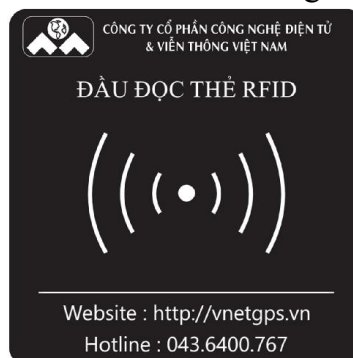 CÔNG TY CỔ PHẦN CÔNG NGHỆ ĐIỆN TỬ
& VIỄN THÔNG VIỆT NAM
ĐẦU ĐỌC THẺ RFID
Website : http://vnetgps.vn
Hotline : 043.6400.767